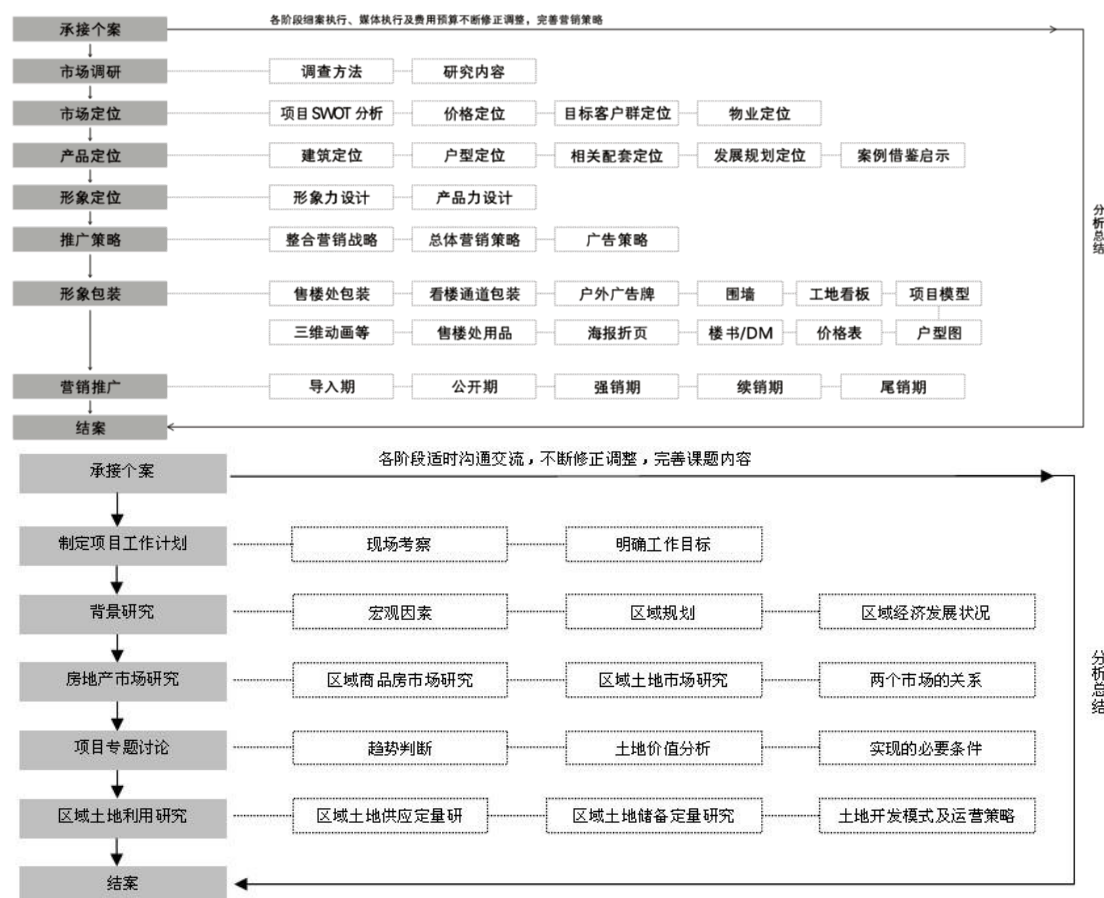 承接个案
各阶段细案执行、媒体执行及费用预算不断修正调整，完善营销策略
市场调研 调查方法 研究内容
市场定位 项目SWOT分析 价格定位 目标客户群定位 物业定位
产品定位 建筑定位 户型定位 相关配套定位 发展规划定位 案例借鉴启示
形象定位 形象力设计 产品力设计
推广策略 整合营销战略 总体营销策略 广告策略
形象包装 售楼处包装 看楼通道包装 户外广告牌 围墙 工地看板 项目模型
三维动画等 售楼处用品 海报折页 楼书/DM 价格表 户型图
营销推广 导入期 公开期 强销期 续销期 尾销期
结案
分析总结
承接个案
各阶段适时沟通交流，不断修正调整，完善课题内容
制定项目工作计划 现场考察 明确工作目标
背景研究 宏观因素 区域规划 区域经济发展状况
房地产市场研究 区域商品房市场研究 区域土地市场研究 两个市场的关系
项目专题讨论 趋势判断 土地价值分析 实现的必要条件
区域土地利用研究 区域土地供应定量研 区域土地储备定量研究 土地开发模式及运营策略
结案
分析总结